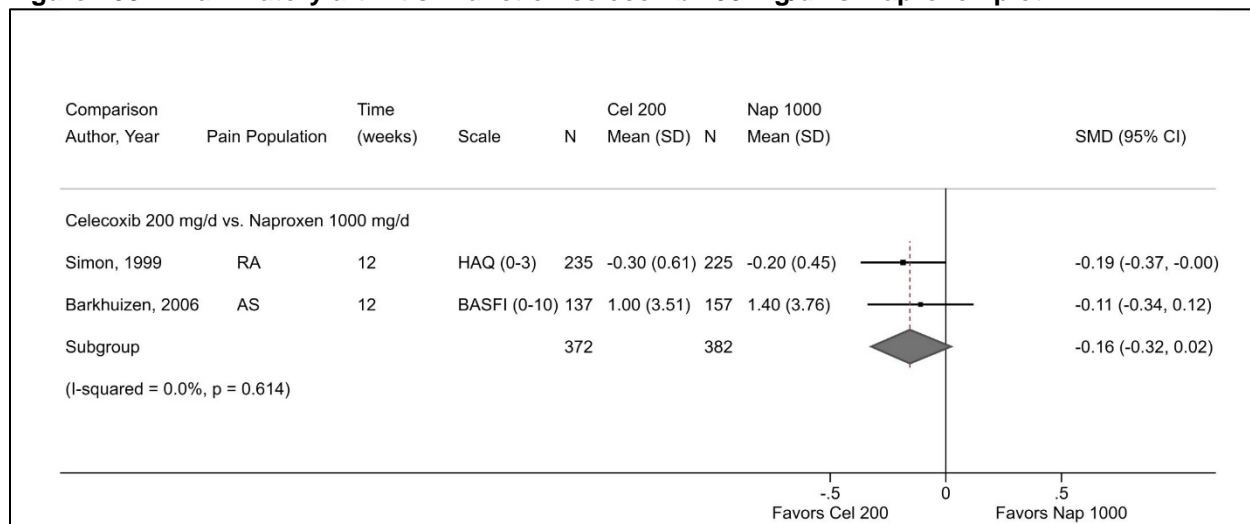 Comparison Time Cel 200 Nap 1000
Author, Year Pain Population (weeks) Scale N Mean (SD) N Mean (SD) SMD (95% CI)
Celecoxib 200 mg/d vs. Naproxen 1000 mg/d
Simon, 1999 RA 12 HAQ (0-3) 235 -0.30 (0.61) 225 -0.20 (0.45) -0.19 (-0.37, -0.00)
Barkhuizen, 2006 AS 12 BASFI (0-10) 137 1.00 (3.51) 157 1.40 (3.76) -0.11 (-0.34, 0.12)
Subgroup 372 382 -0.16 (-0.32, 0.02)
(I-squared = 0.0%, p = 0.614)
-.5 0 .5
Favors Cel 200 Favors Nap 1000